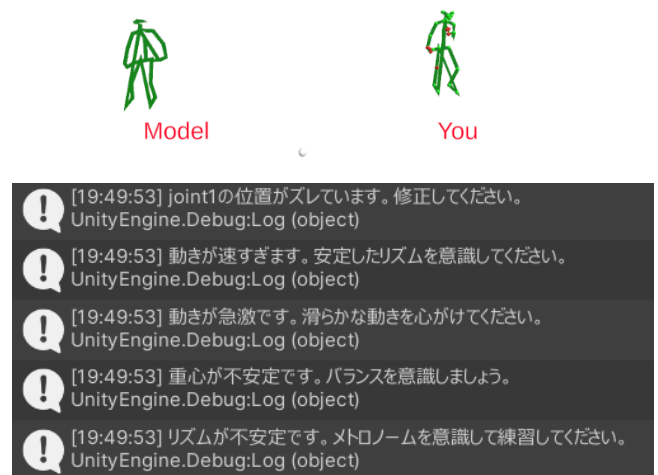 Model
You
[19:49:53] joint1の位置がズレています。修正してください。
UnityEngine.Debug:Log (object)
[19:49:53] 動きが速すぎます。安定したリズムを意識してください。
UnityEngine.Debug:Log (object)
[19:49:53] 動きが急激です。滑らかな動きを心がけてください。
UnityEngine.Debug:Log (object)
[19:49:53] 重心が不安定です。バランスを意識しましょう。
UnityEngine.Debug:Log (object)
[19:49:53] リズムが不安定です。メトロノームを意識して練習してください。
UnityEngine.Debug:Log (object)